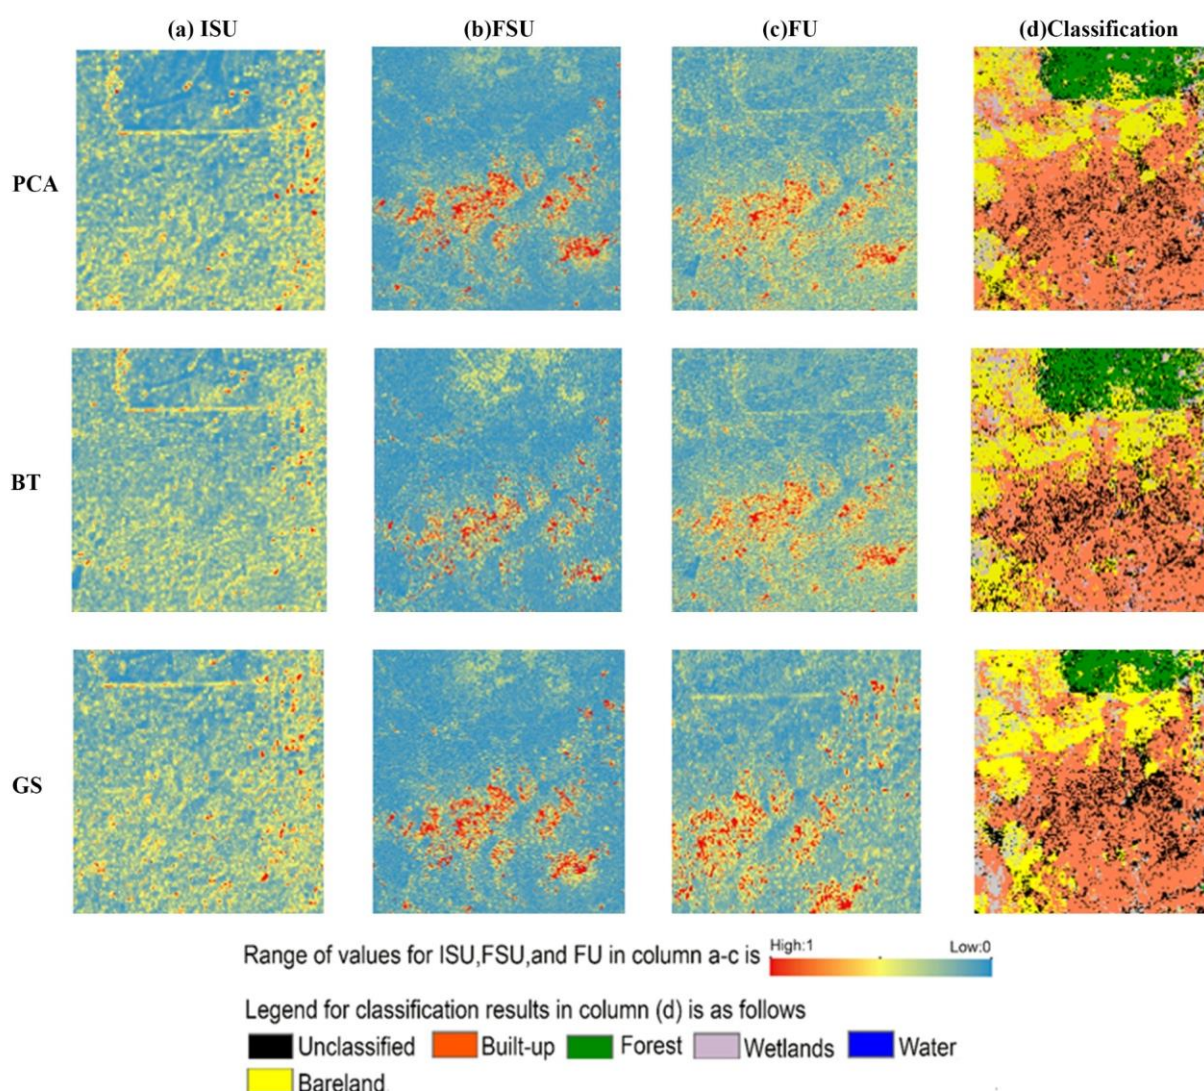 (a) ISU (b)FSU (c)FU (d)Classification
PCA
BT
GS
Range of values for ISU,FSU,and FU in column a-c is High:1 Low:0
Legend for classification results in column (d) is as follows
Unclassified Built-up Forest Wetlands Water
Bareland